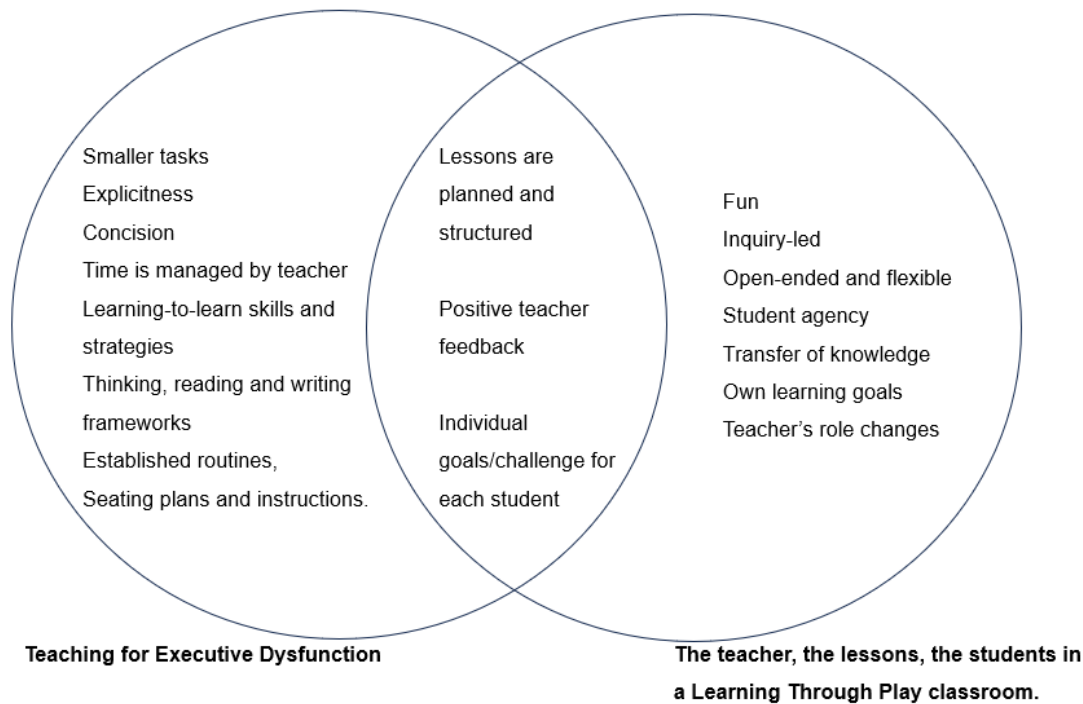 Smaller tasks
Explicitness
Concision
Time is managed by teacher
Learning-to-learn skills and
strategies
Thinking, reading and writing
frameworks
Established routines,
Seating plans and instructions.
Lessons are
planned and
structured
Positive teacher
feedback
Individual
goals/challenge for
each student
Fun
Inquiry-led
Open-ended and flexible
Student agency
Transfer of knowledge
Own learning goals
Teacher’s role changes
Teaching for Executive Dysfunction
The teacher, the lessons, the students in
a Learning Through Play classroom.